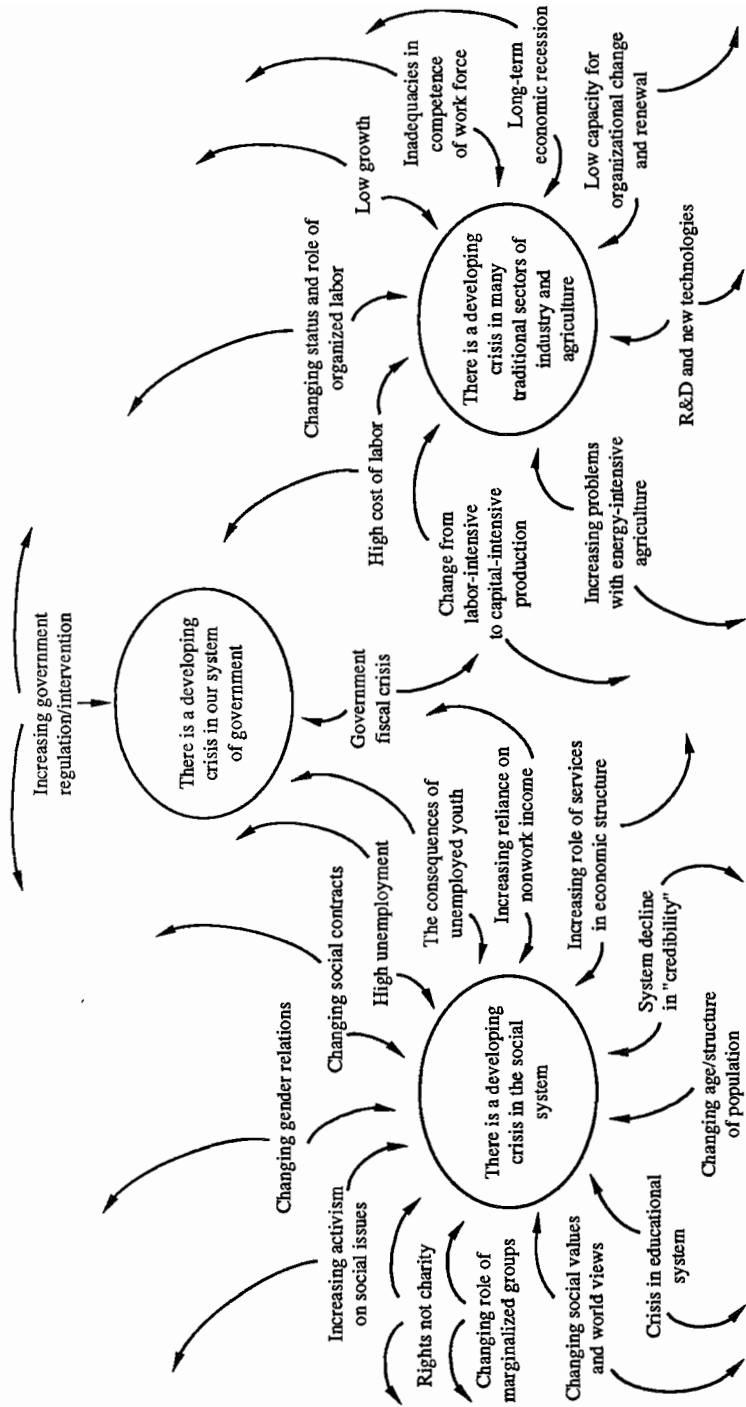 Increasing government
regulation/intervention
There is a developing
crisis in our system
of government
Government
fiscal crisis
Increasing activism
on social issues
Changing gender relations
Changing social contracts
High unemployment
The consequences of
unemployed youth
Increasing reliance on
nonwork income
Increasing role of services
in economic structure
System decline
in "credibility"
Changing age/structure
of population
Crisis in educational
system
Changing social values
and world views
Changing role of
marginalized groups
Rights not charity
There is a developing
crisis in the social
system
High cost of labor
Changing status and role of
organized labor
Low growth
Inadequacies in
competence
of work force
Long-term
economic recession
Low capacity for
organizational change
and renewal
R&D and new technologies
Increasing problems
with energy-intensive
agriculture
Change from
labor-intensive
to capital-intensive
production
There is a developing
crisis in many
traditional sectors of
industry and
agriculture